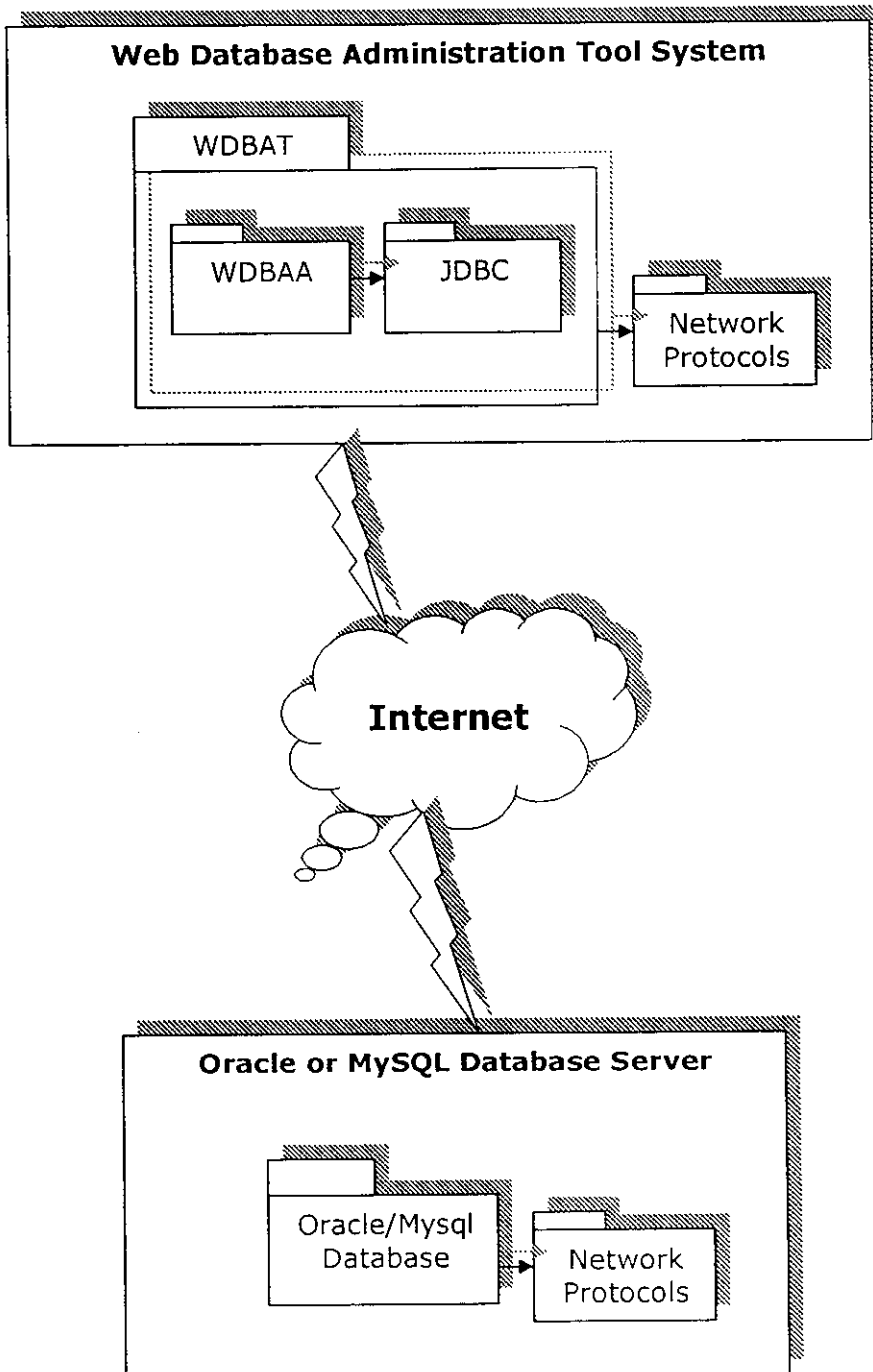 Web Database Administration Tool System
WDBAT
WDBAA
JDBC
Network
Protocols
Internet
Oracle or MySQL Database Server
Oracle/Mysql
Database
Network
Protocols